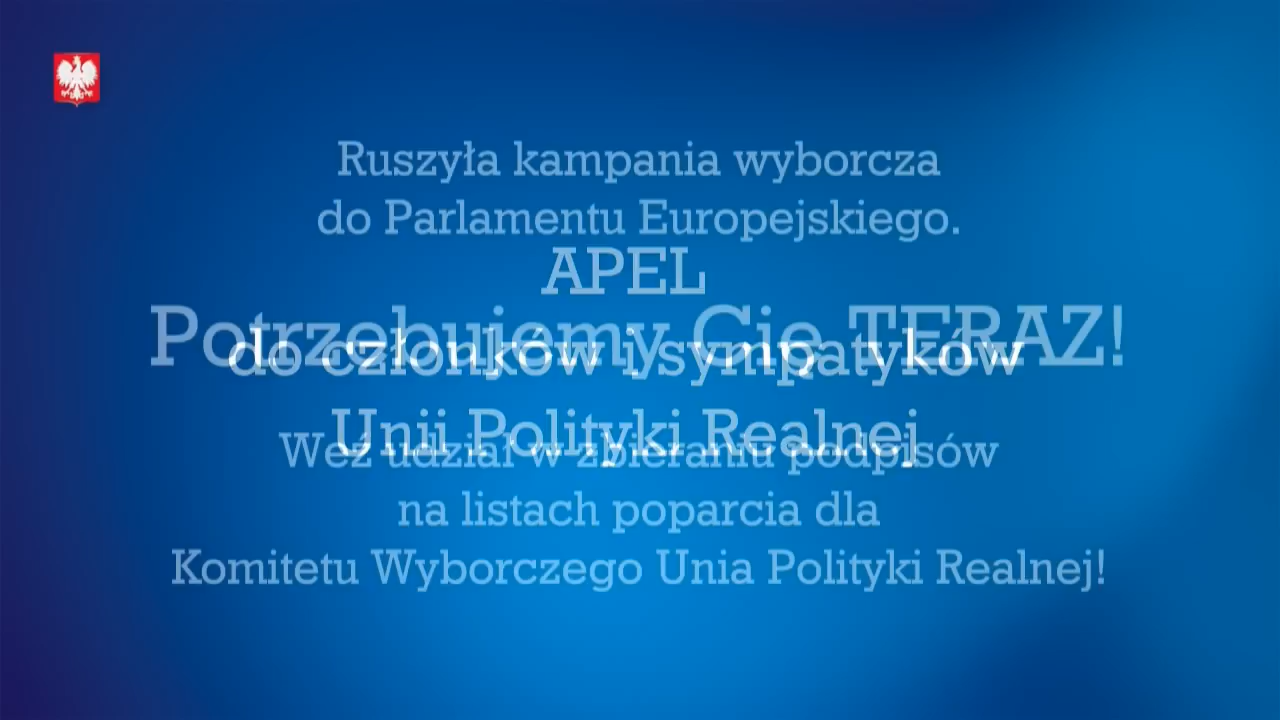 Ruszyła kampania wyborcza
do Parlamentu Europejskiego.
APEL
Potrzebujemy Cię TERAZ!
do członków i sympatyków
Unii Polityki Realnej
Weź udział w zbieraniu podpisów
na listach poparcia dla
Komitetu Wyborczego Unia Polityki Realnej!